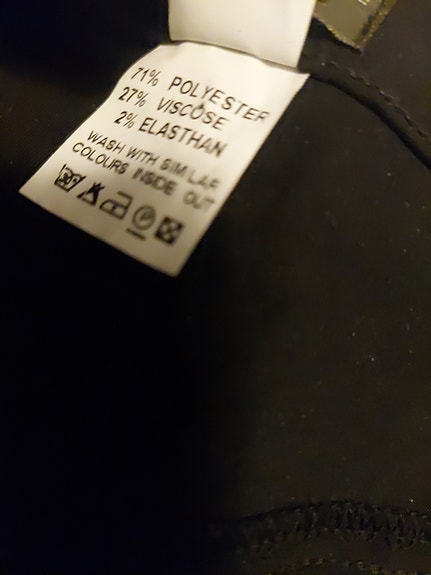 71% POLYESTER
27% VISCOSE
2% ELASTHAN
WASH WITH SIMILAR
COLOURS INSIDE OUT